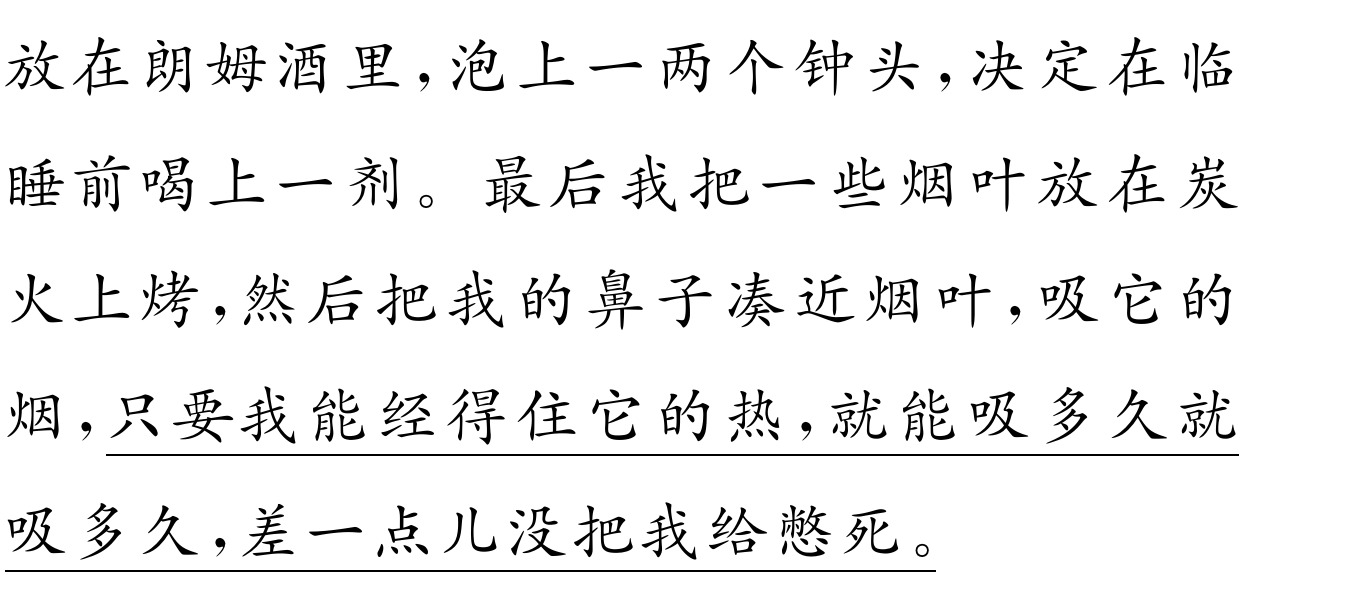 放在朗姆酒里,泡上一两个钟头,决定在临
睡前喝上一剂。最后我把一些烟叶放在炭
火上烤,然后把我的鼻子凑近烟叶,吸它的
烟,只要我能经得住它的热,就能吸多久就
吸多久,差一点儿没把我给憋死。